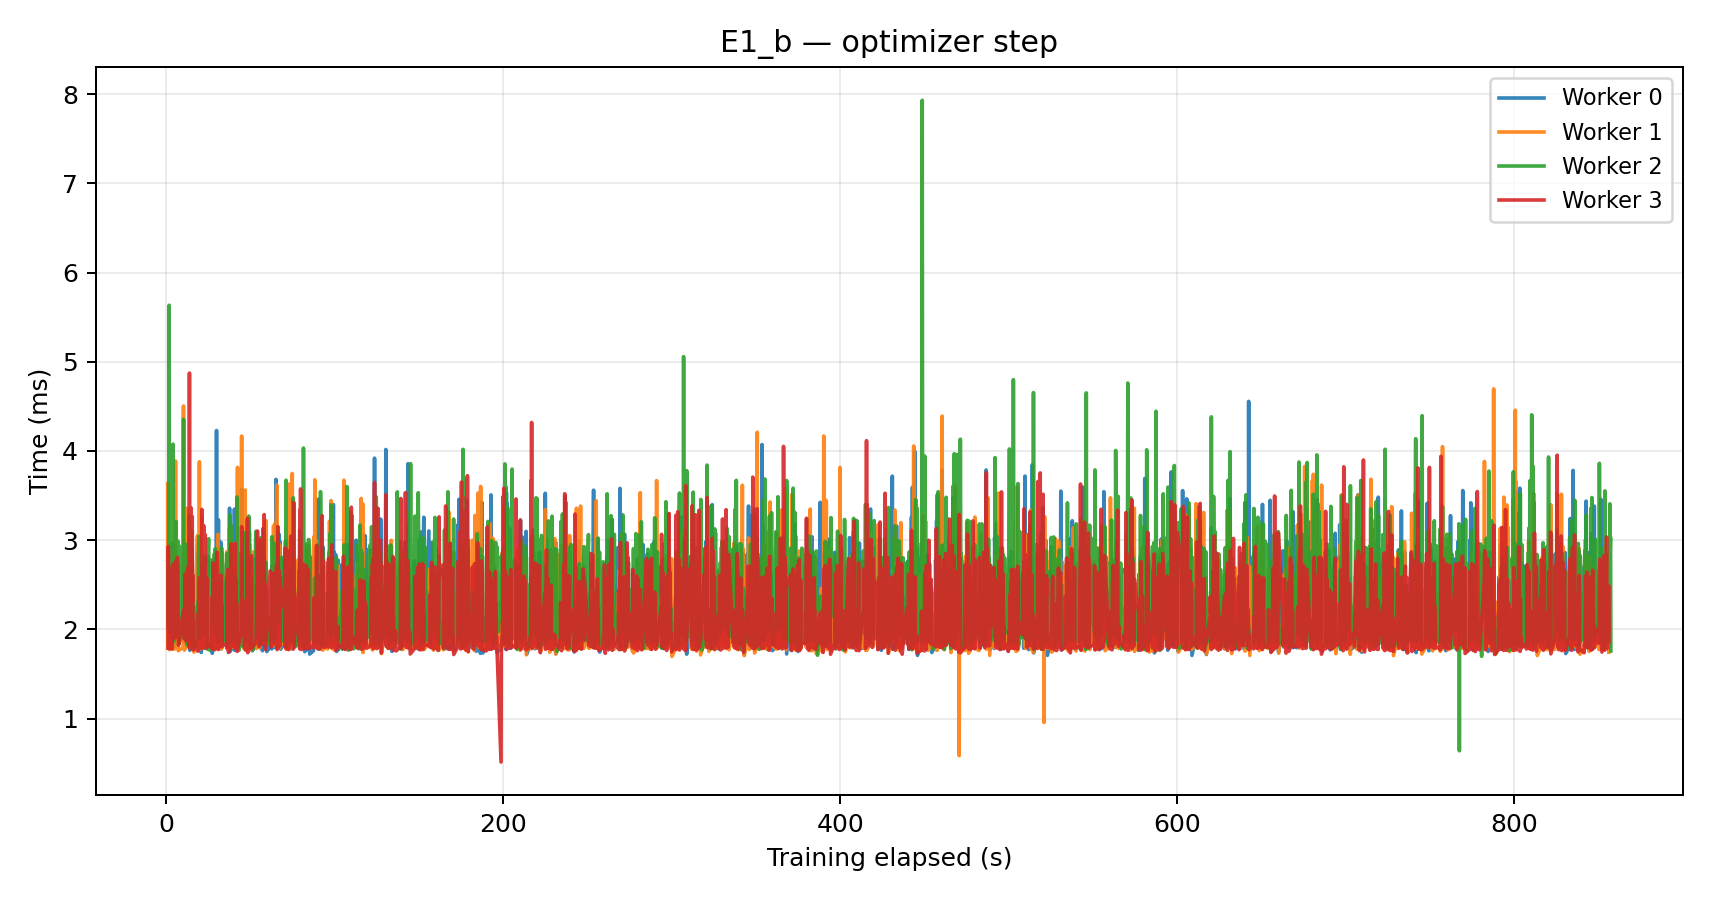 E1_b — optimizer step
Time (ms)
8
7
6
5
4
3
2
1
0
200
400
600
800
Training elapsed (s)
Worker 0
Worker 1
Worker 2
Worker 3